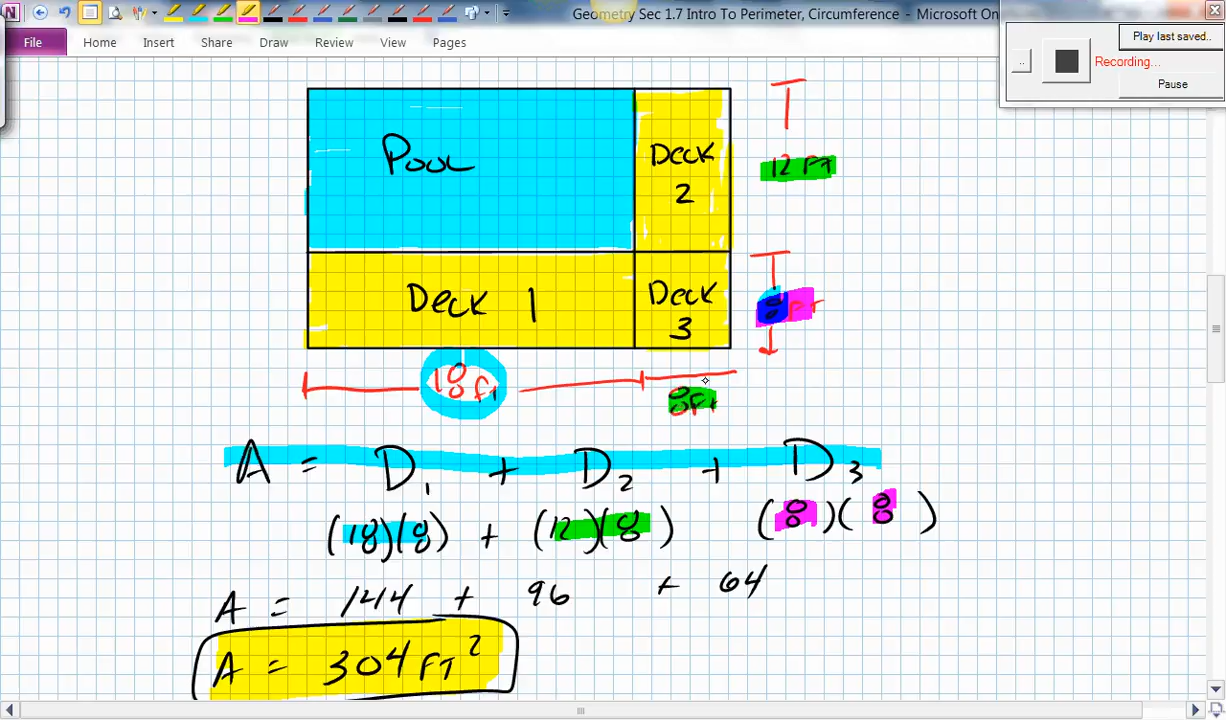 Geometry Sec 1.7 Intro To Perimeter, Circumference - Microsoft On
Play last saved..
Recording...
Pause
File Home Insert Share Draw Review View Pages
Pool
Deck 2
12 FT
Deck 1
Deck 3
8 FT
18 FT
8FT
A = D1 + D2 + D3
(18)(8) + (12)(8) (8)(8)
A = 144 + 96 + 64
A = 304 FT²